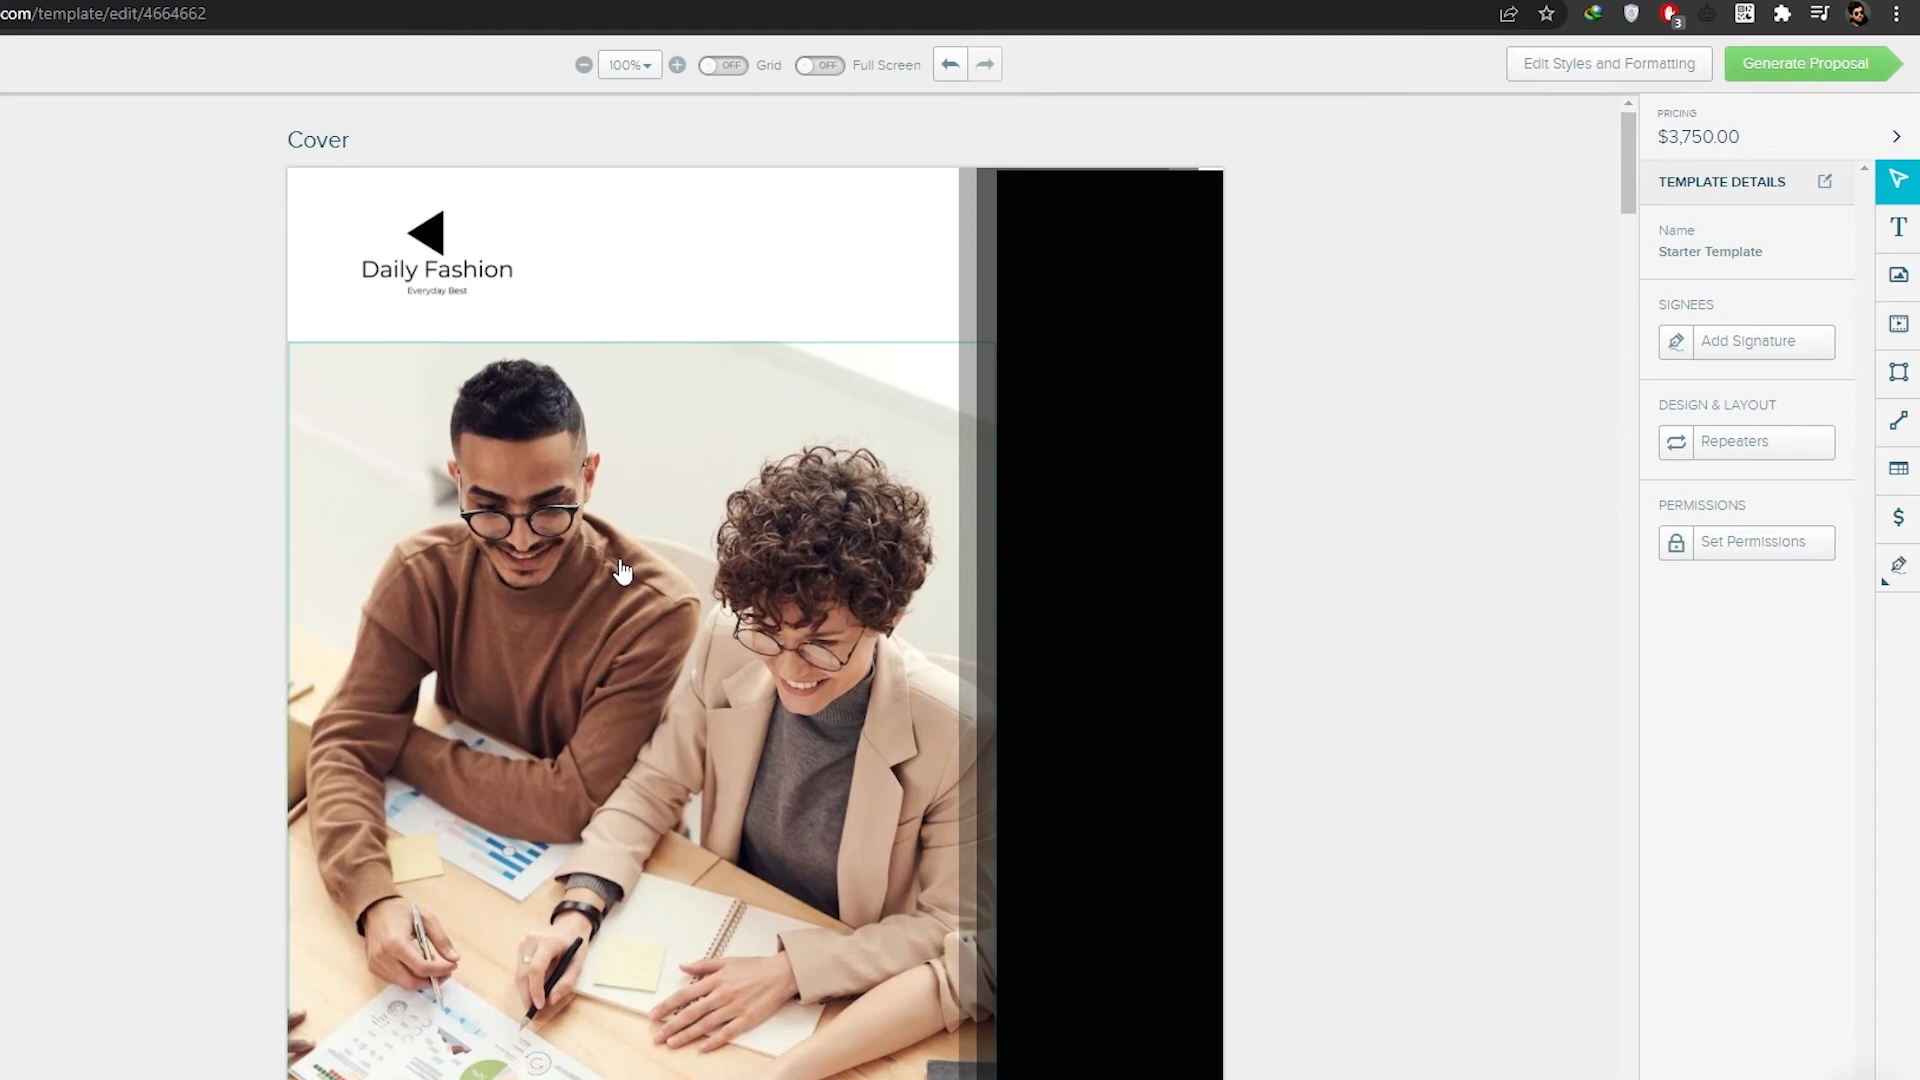 com/template/edit/4664662
3
100%
OFF
Grid
OFF
Full Screen
Edit Styles and Formatting
Generate Proposal
PRICING
$3,750.00
Cover
TEMPLATE DETAILS
Name
Starter Template
Daily Fashion
Everyday Best
SIGNEES
Add Signature
DESIGN & LAYOUT
Repeaters
PERMISSIONS
Set Permissions